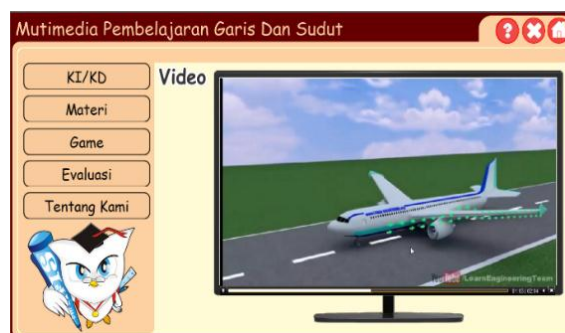 Mutimedia Pembelajaran Garis Dan Sudut
KI/KD
Video
Materi
Game
Evaluasi
Tentang Kami
LearnEngineeringTeam